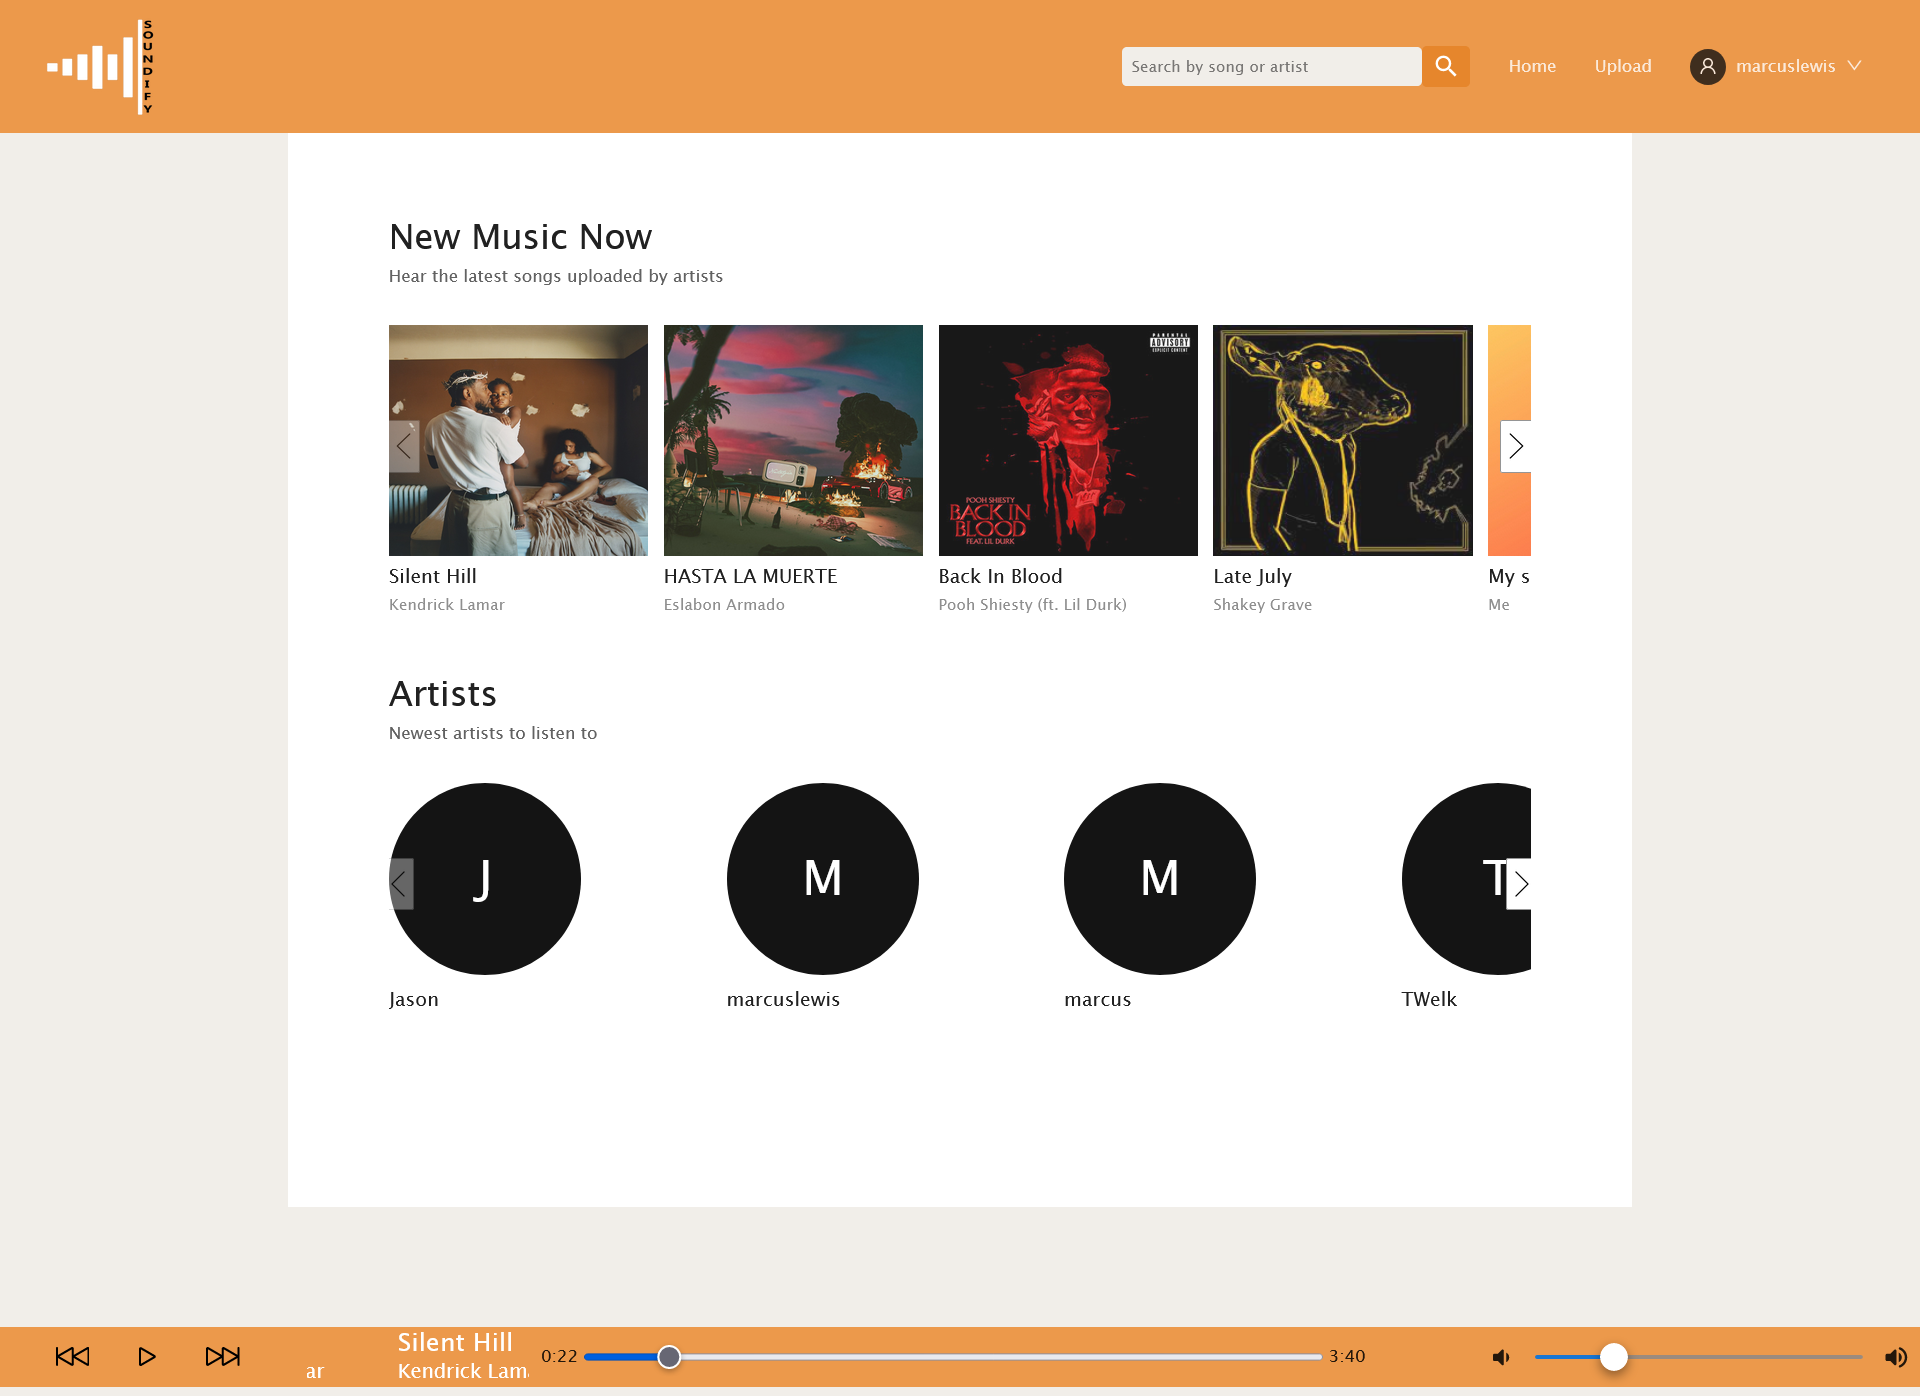 SOUNDIFY
Search by song or artist
Home
Upload
marcuslewis
New Music Now
Hear the latest songs uploaded by artists
PARENTAL
ADVISORY
EXPLICIT CONTENT
POOH SHIESTY
BACK IN
BLOOD
FEAT. LIL DURK
Silent Hill
Kendrick Lamar
HASTA LA MUERTE
Eslabon Armado
Back In Blood
Pooh Shiesty (ft. Lil Durk)
Late July
Shakey Grave
My s
Me
Artists
Newest artists to listen to
J
M
M
T
Jason
marcuslewis
marcus
TWelk
Silent Hill
ar
Kendrick Lam
0:22
3:40